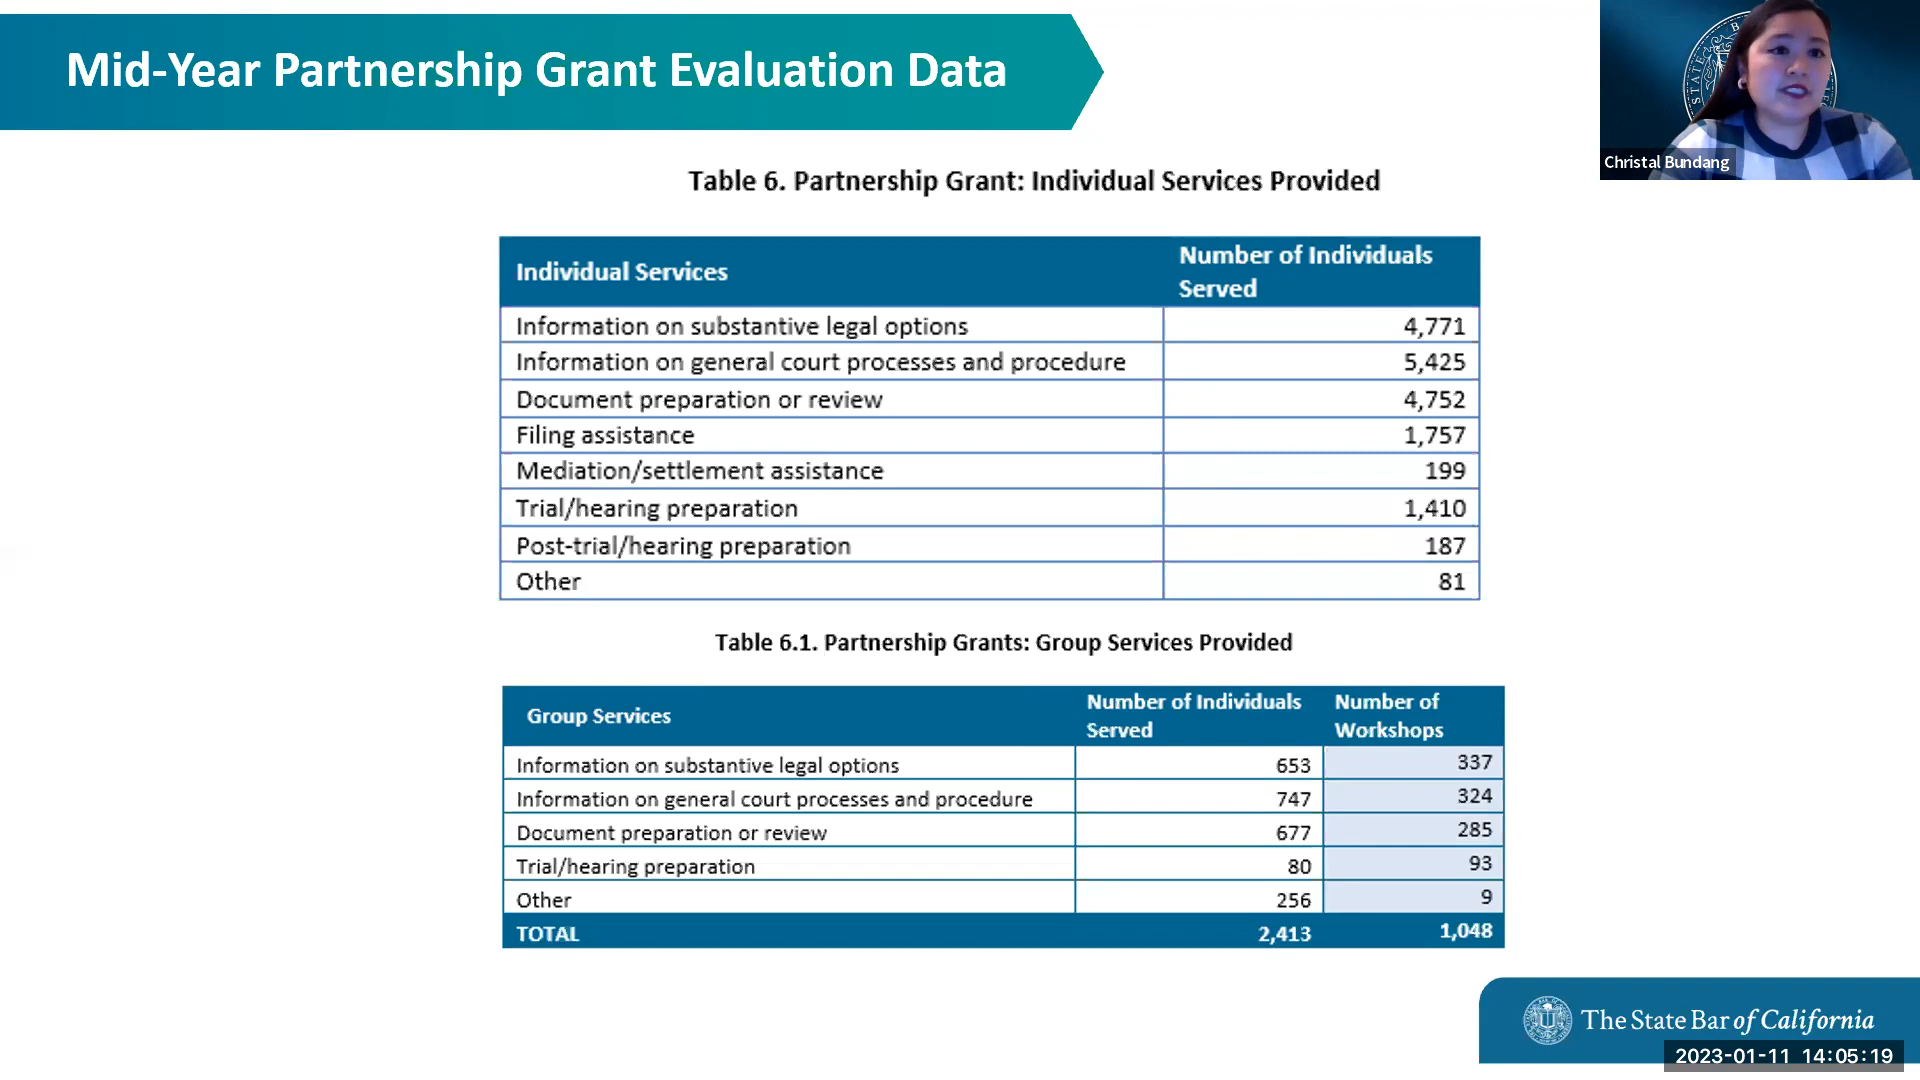 Mid-Year Partnership Grant Evaluation Data
Christal Bundang
Table 6. Partnership Grant: Individual Services Provided
Individual Services Number of Individuals Served
Information on substantive legal options 4,771
Information on general court processes and procedure 5,425
Document preparation or review 4,752
Filing assistance 1,757
Mediation/settlement assistance 199
Trial/hearing preparation 1,410
Post-trial/hearing preparation 187
Other 81
Table 6.1. Partnership Grants: Group Services Provided
Group Services Number of Individuals Served Number of Workshops
Information on substantive legal options 653 337
Information on general court processes and procedure 747 324
Document preparation or review 677 285
Trial/hearing preparation 80 93
Other 256 9
TOTAL 2,413 1,048
The State Bar of California
2023-01-11 14:05:19